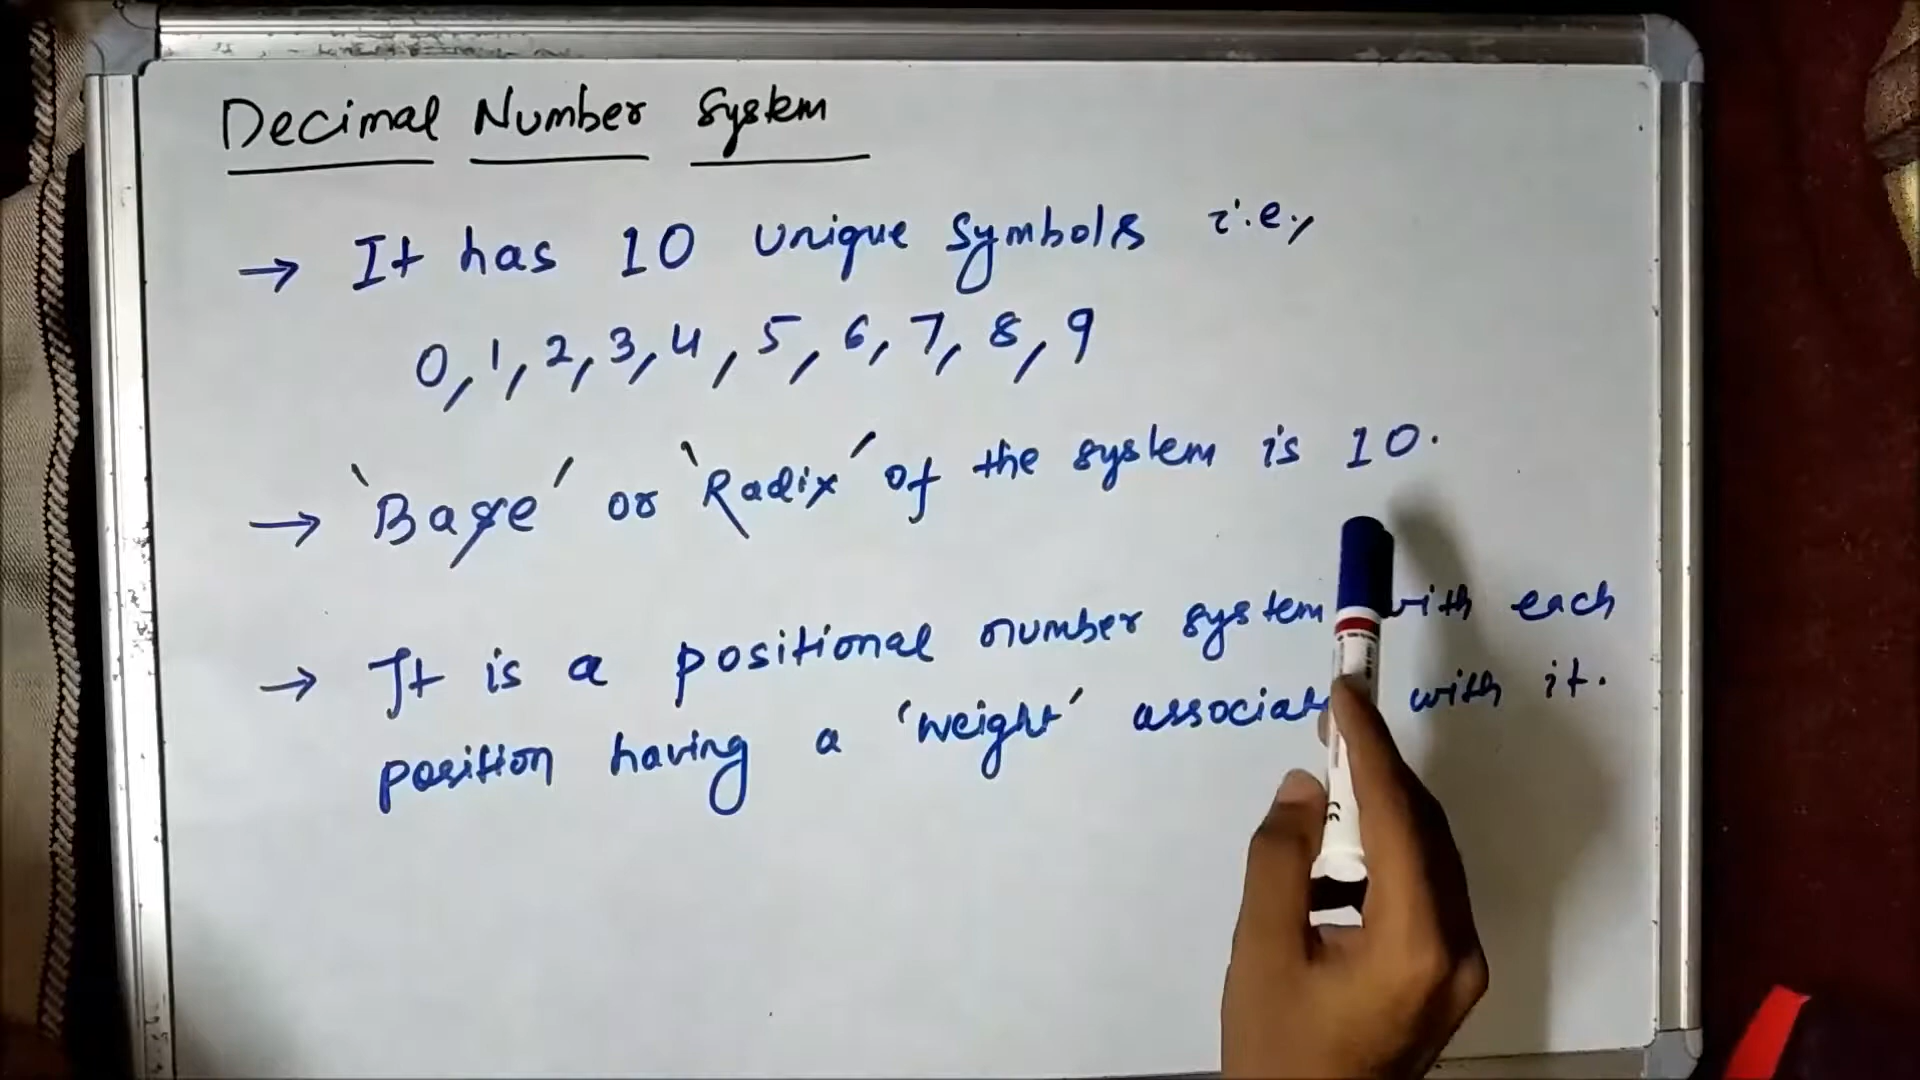 Decimal Number System
→ It has 10 unique symbols i.e.,
0, 1, 2, 3, 4, 5, 6, 7, 8, 9
→ 'Base' or 'Radix' of the system is 10.
→ It is a positional number system with each
position having a 'weight' associat with it.